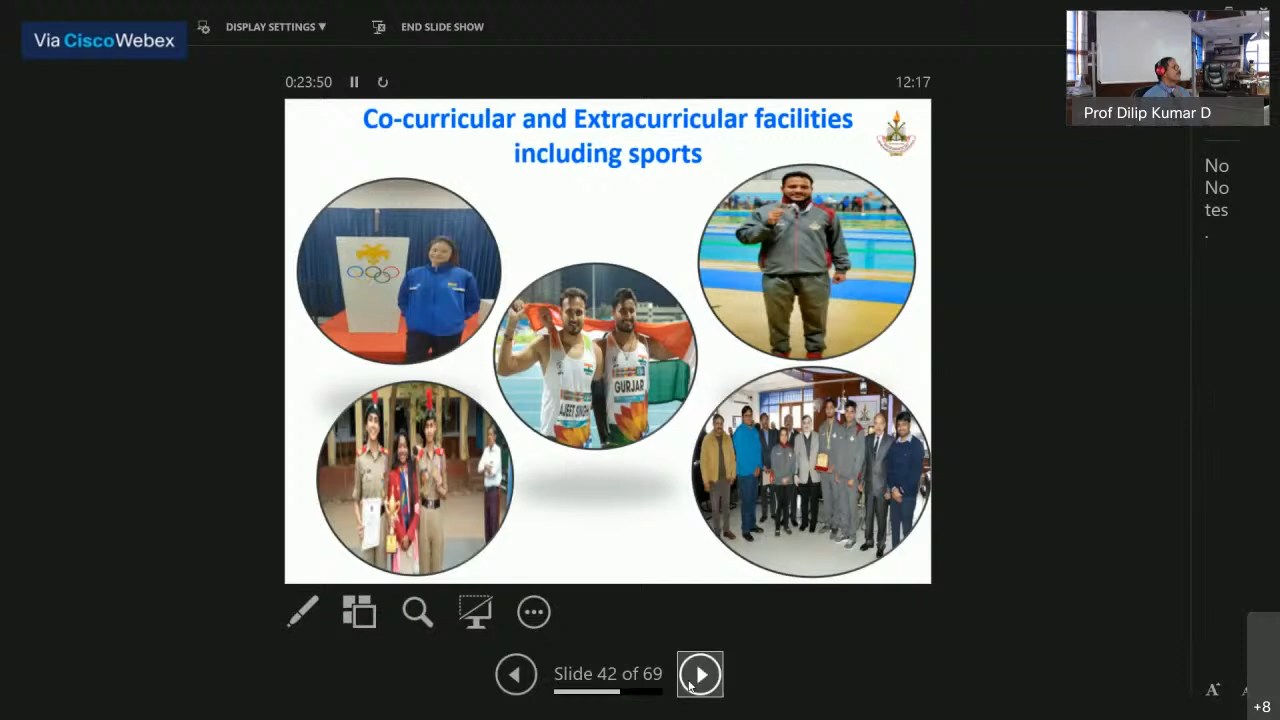 Via CiscoWebex
DISPLAY SETTINGS ▼
END SLIDE SHOW
Prof Dilip Kumar D
0:23:50
12:17
Co-curricular and Extracurricular facilities
including sports
No
No
tes
.
AJEET SINGH
GURJAR
Slide 42 of 69
+8